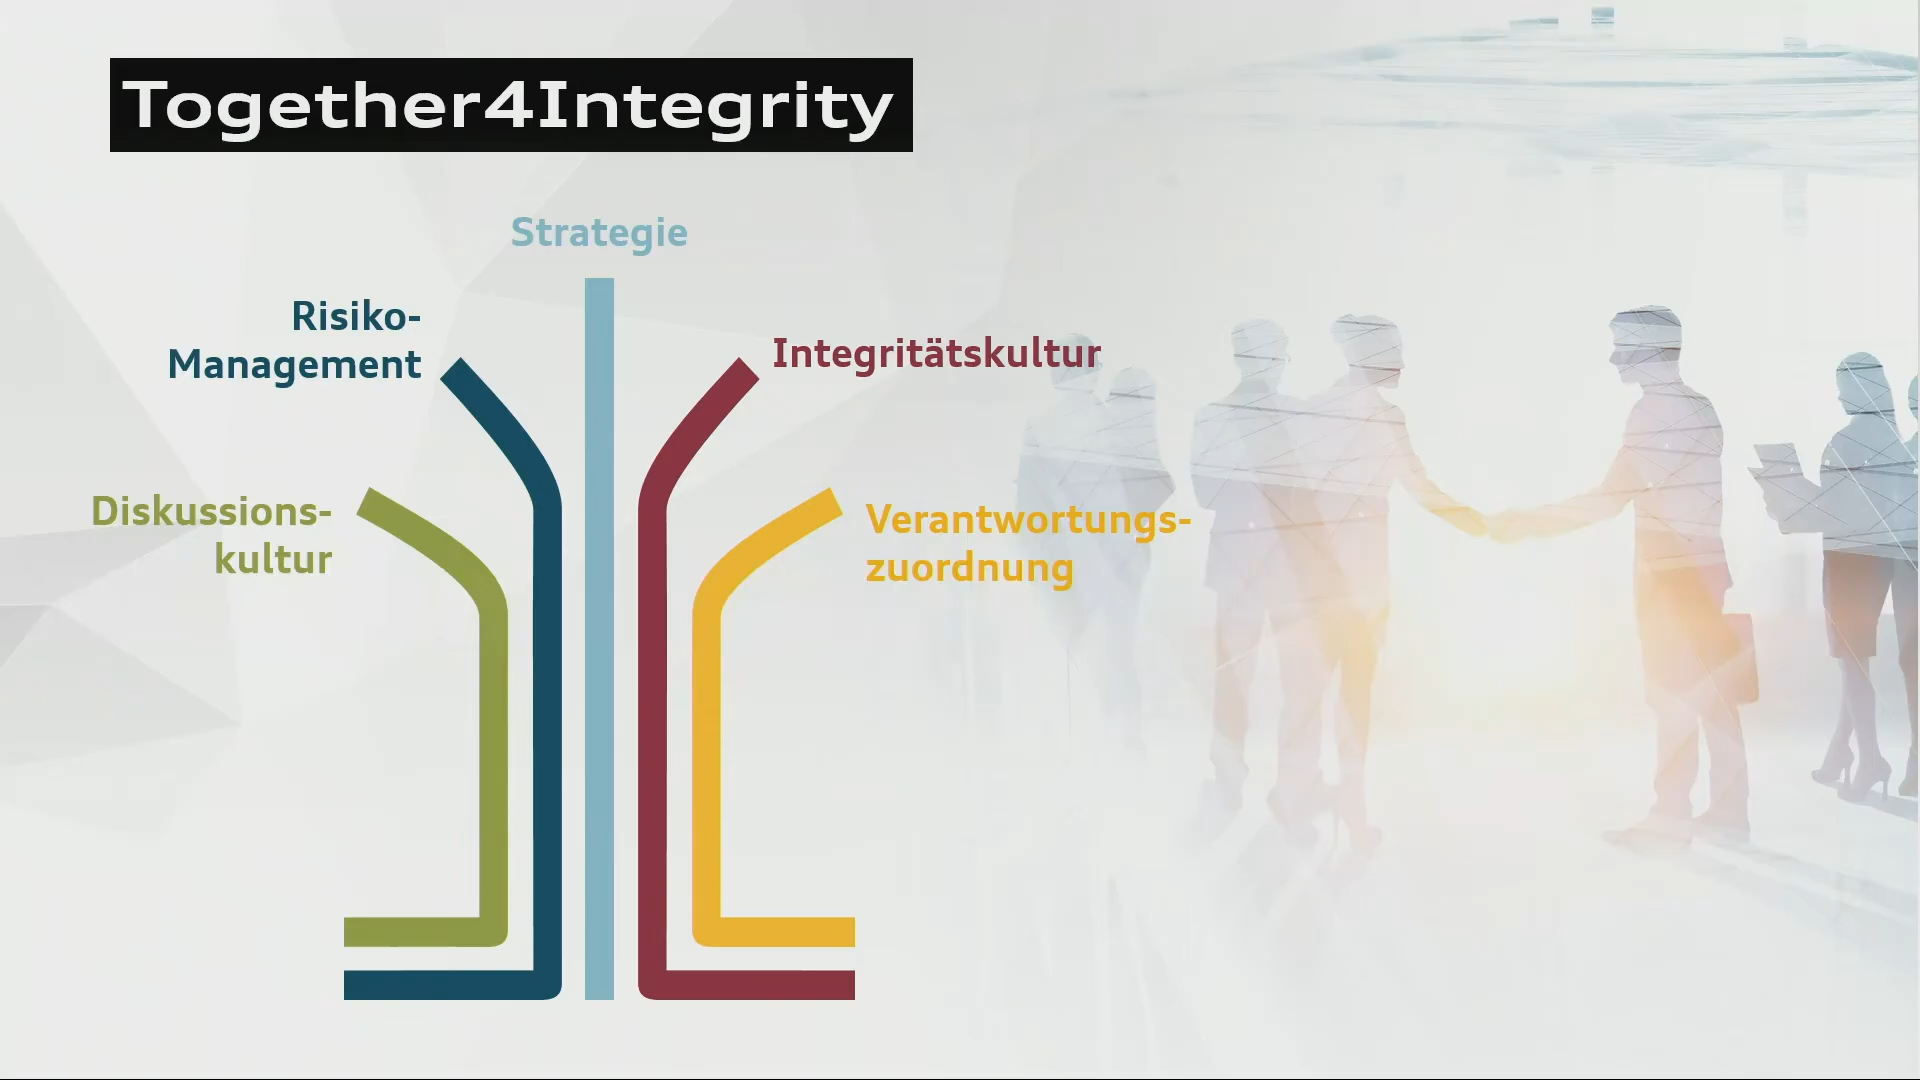 Together4Integrity
Strategie
Risiko-
Management
Integritätskultur
Diskussions-
kultur
Verantwortungs-
zuordnung